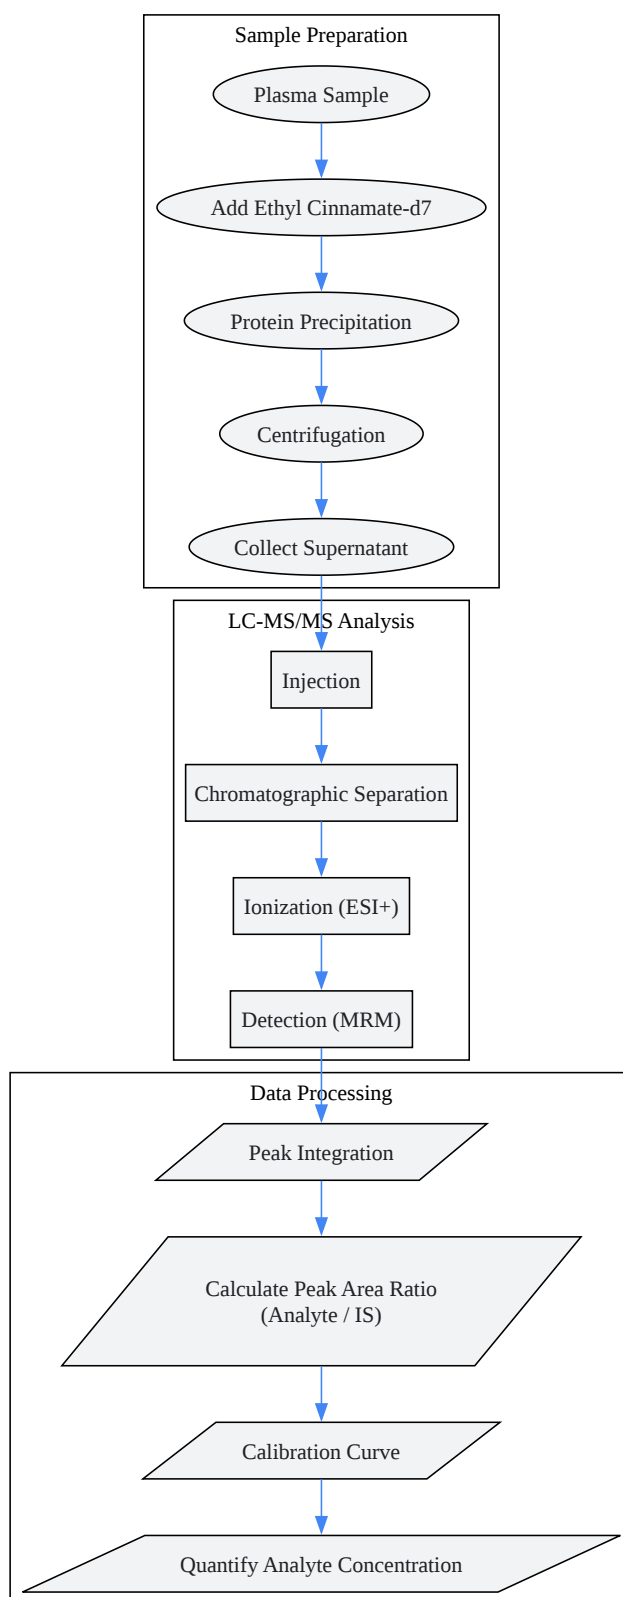 Sample Preparation
Plasma Sample
Add Ethyl Cinnamate-d7
Protein Precipitation
Centrifugation
Collect Supernatant
LC-MS/MS Analysis
Injection
Chromatographic Separation
Ionization (ESI+)
Detection (MRM)
Data Processing
Peak Integration
Calculate Peak Area Ratio
(Analyte / IS)
Calibration Curve
Quantify Analyte Concentration